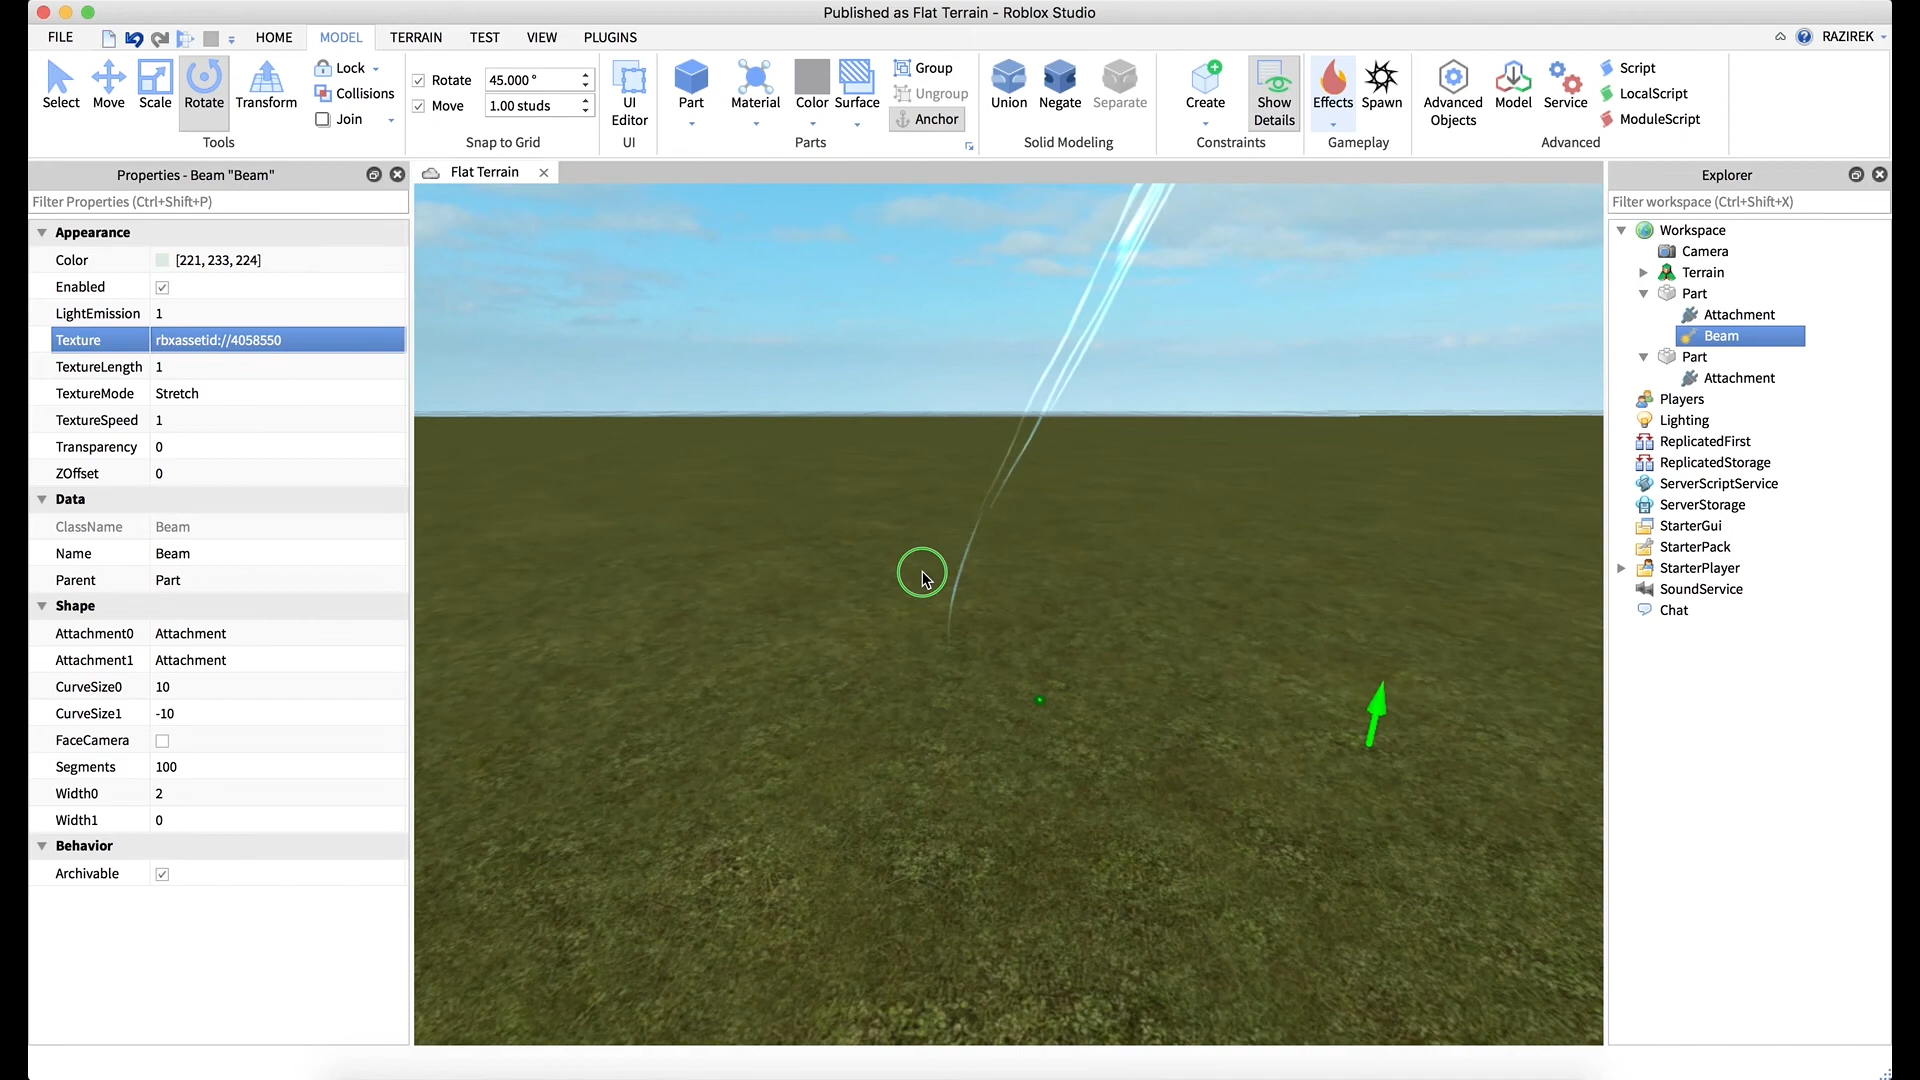 Published as Flat Terrain - Roblox Studio
FILE HOME MODEL TERRAIN TEST VIEW PLUGINS RAZIREK
Select Move Scale Rotate Transform
Lock
Collisions
Join
Tools
Rotate 45.000 °
Move 1.00 studs
Snap to Grid
UI Editor
UI
Part Material Color Surface
Group
Ungroup
Anchor
Parts
Union Negate Separate
Solid Modeling
Create Show Details
Constraints
Effects Spawn
Gameplay
Advanced Objects Model Service
Script
LocalScript
ModuleScript
Advanced
Properties - Beam "Beam"
Filter Properties (Ctrl+Shift+P)
Appearance
Color [221, 233, 224]
Enabled
LightEmission 1
Texture rbxassetid://4058550
TextureLength 1
TextureMode Stretch
TextureSpeed 1
Transparency 0
ZOffset 0
Data
ClassName Beam
Name Beam
Parent Part
Shape
Attachment0 Attachment
Attachment1 Attachment
CurveSize0 10
CurveSize1 -10
FaceCamera
Segments 100
Width0 2
Width1 0
Behavior
Archivable
Flat Terrain
Explorer
Filter workspace (Ctrl+Shift+X)
Workspace
Camera
Terrain
Part
Attachment
Beam
Part
Attachment
Players
Lighting
ReplicatedFirst
ReplicatedStorage
ServerScriptService
ServerStorage
StarterGui
StarterPack
StarterPlayer
SoundService
Chat